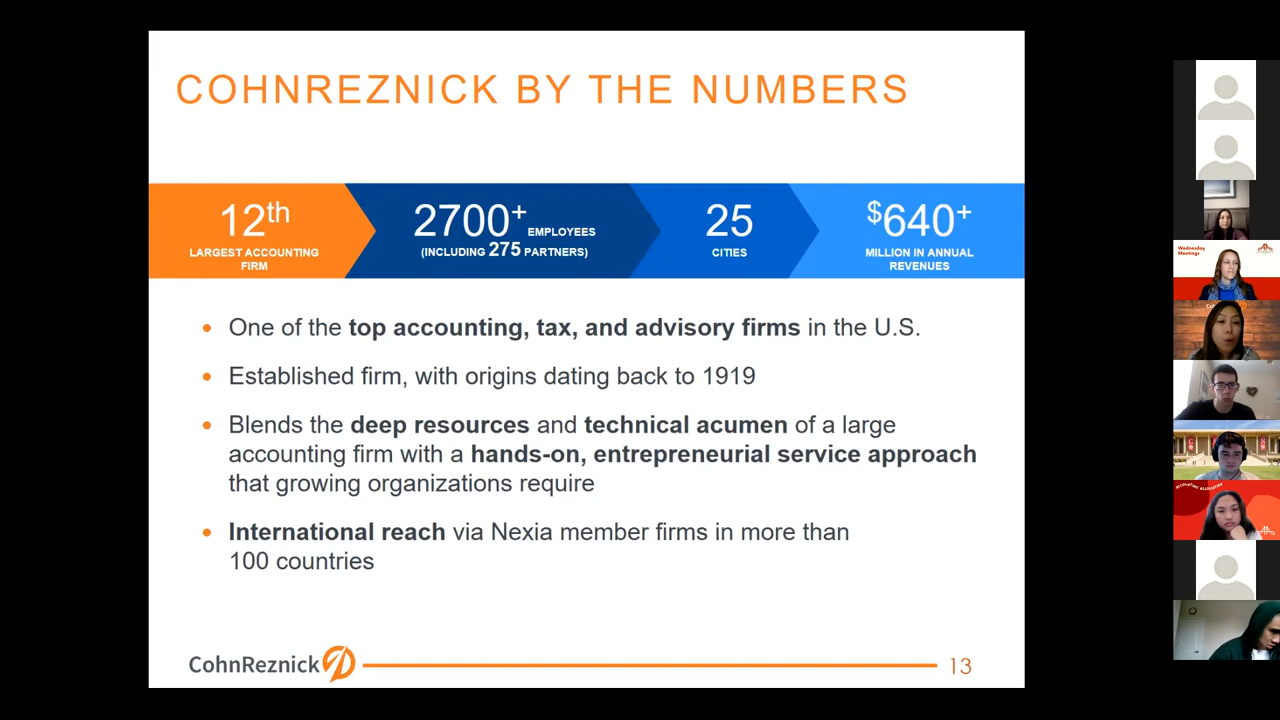 COHNREZNICK BY THE NUMBERS
12th
LARGEST ACCOUNTING
FIRM
2700+ EMPLOYEES
(INCLUDING 275 PARTNERS)
25
CITIES
$640+
MILLION IN ANNUAL
REVENUES
• One of the top accounting, tax, and advisory firms in the U.S.
• Established firm, with origins dating back to 1919
• Blends the deep resources and technical acumen of a large
accounting firm with a hands-on, entrepreneurial service approach
that growing organizations require
• International reach via Nexia member firms in more than
100 countries
CohnReznick
13
Wednesday
Meetings